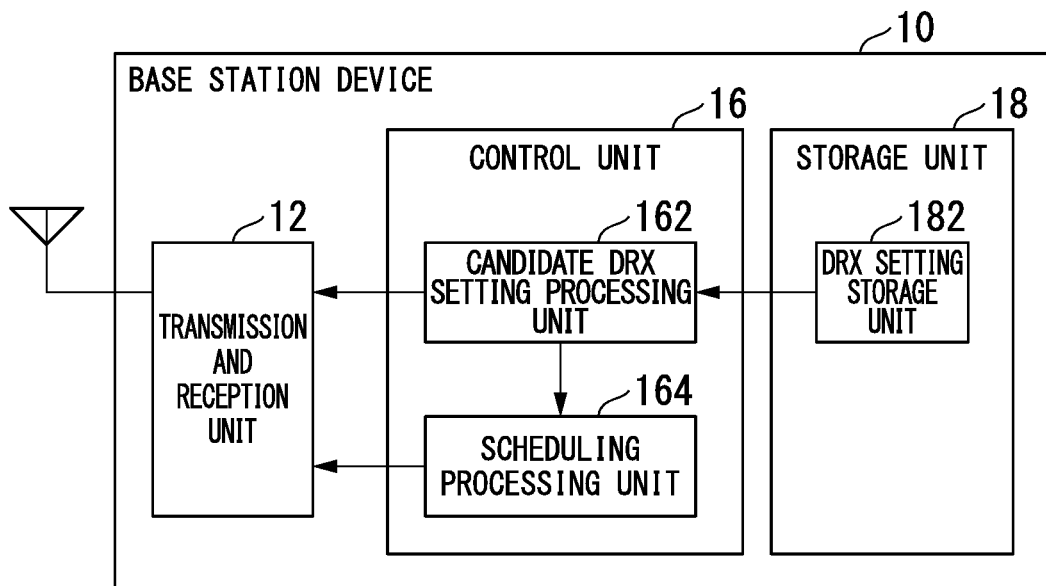 10
BASE STATION DEVICE
16
18
CONTROL UNIT
STORAGE UNIT
12
162
182
CANDIDATE DRX
SETTING PROCESSING
UNIT
DRX SETTING
STORAGE
UNIT
TRANSMISSION
AND
RECEPTION
UNIT
164
SCHEDULING
PROCESSING UNIT